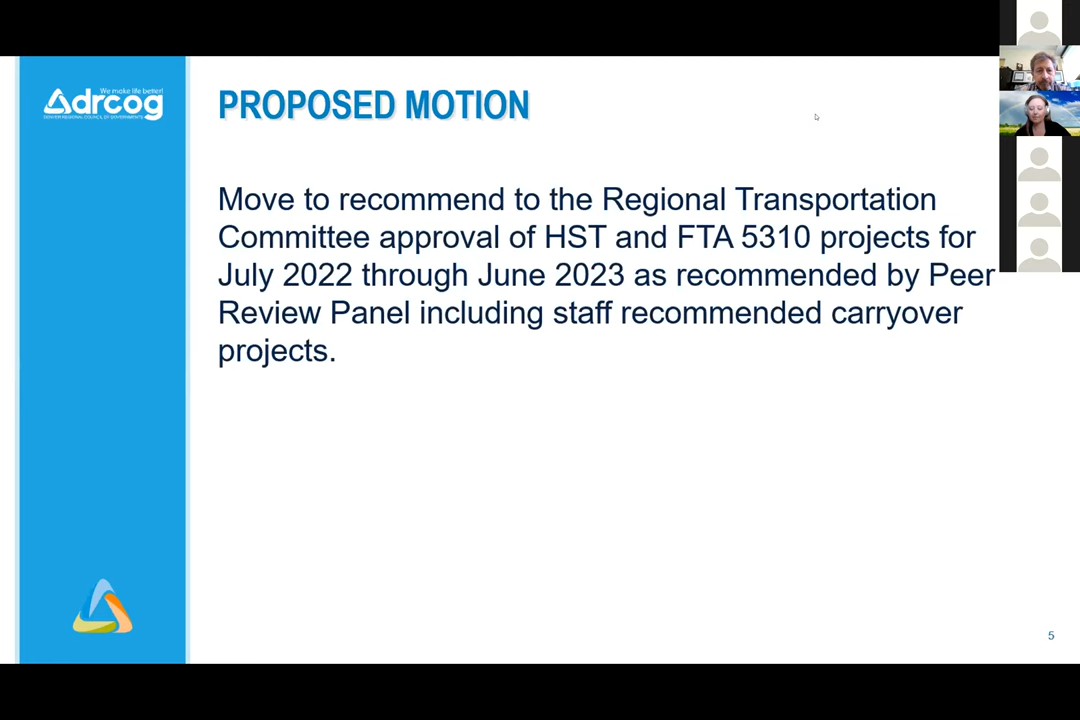 We make life better!
drcog
DENVER REGIONAL COUNCIL OF GOVERNMENTS
PROPOSED MOTION
Move to recommend to the Regional Transportation
Committee approval of HST and FTA 5310 projects for
July 2022 through June 2023 as recommended by Peer
Review Panel including staff recommended carryover
projects.
5